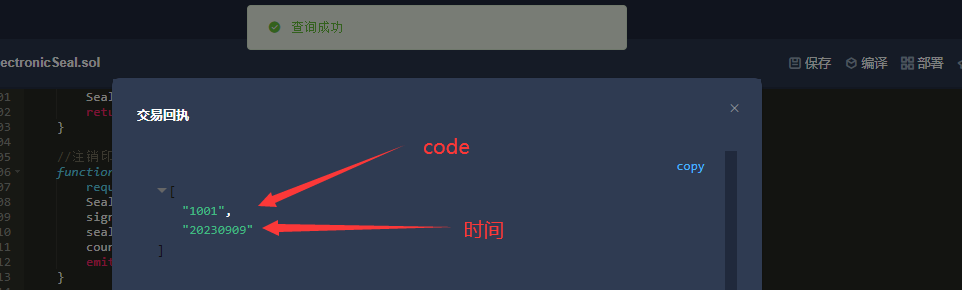 查询成功
ectronicSeal.sol
保存
编译
部署
01 Seal
02 retu
03 }
04
05 //注销印
06 function
07 requ
08 Seal
09 sign
10 seal
11 coun
12 emit
13 }
交易回执
×
code
copy
[
"1001",
"20230909"
时间
]